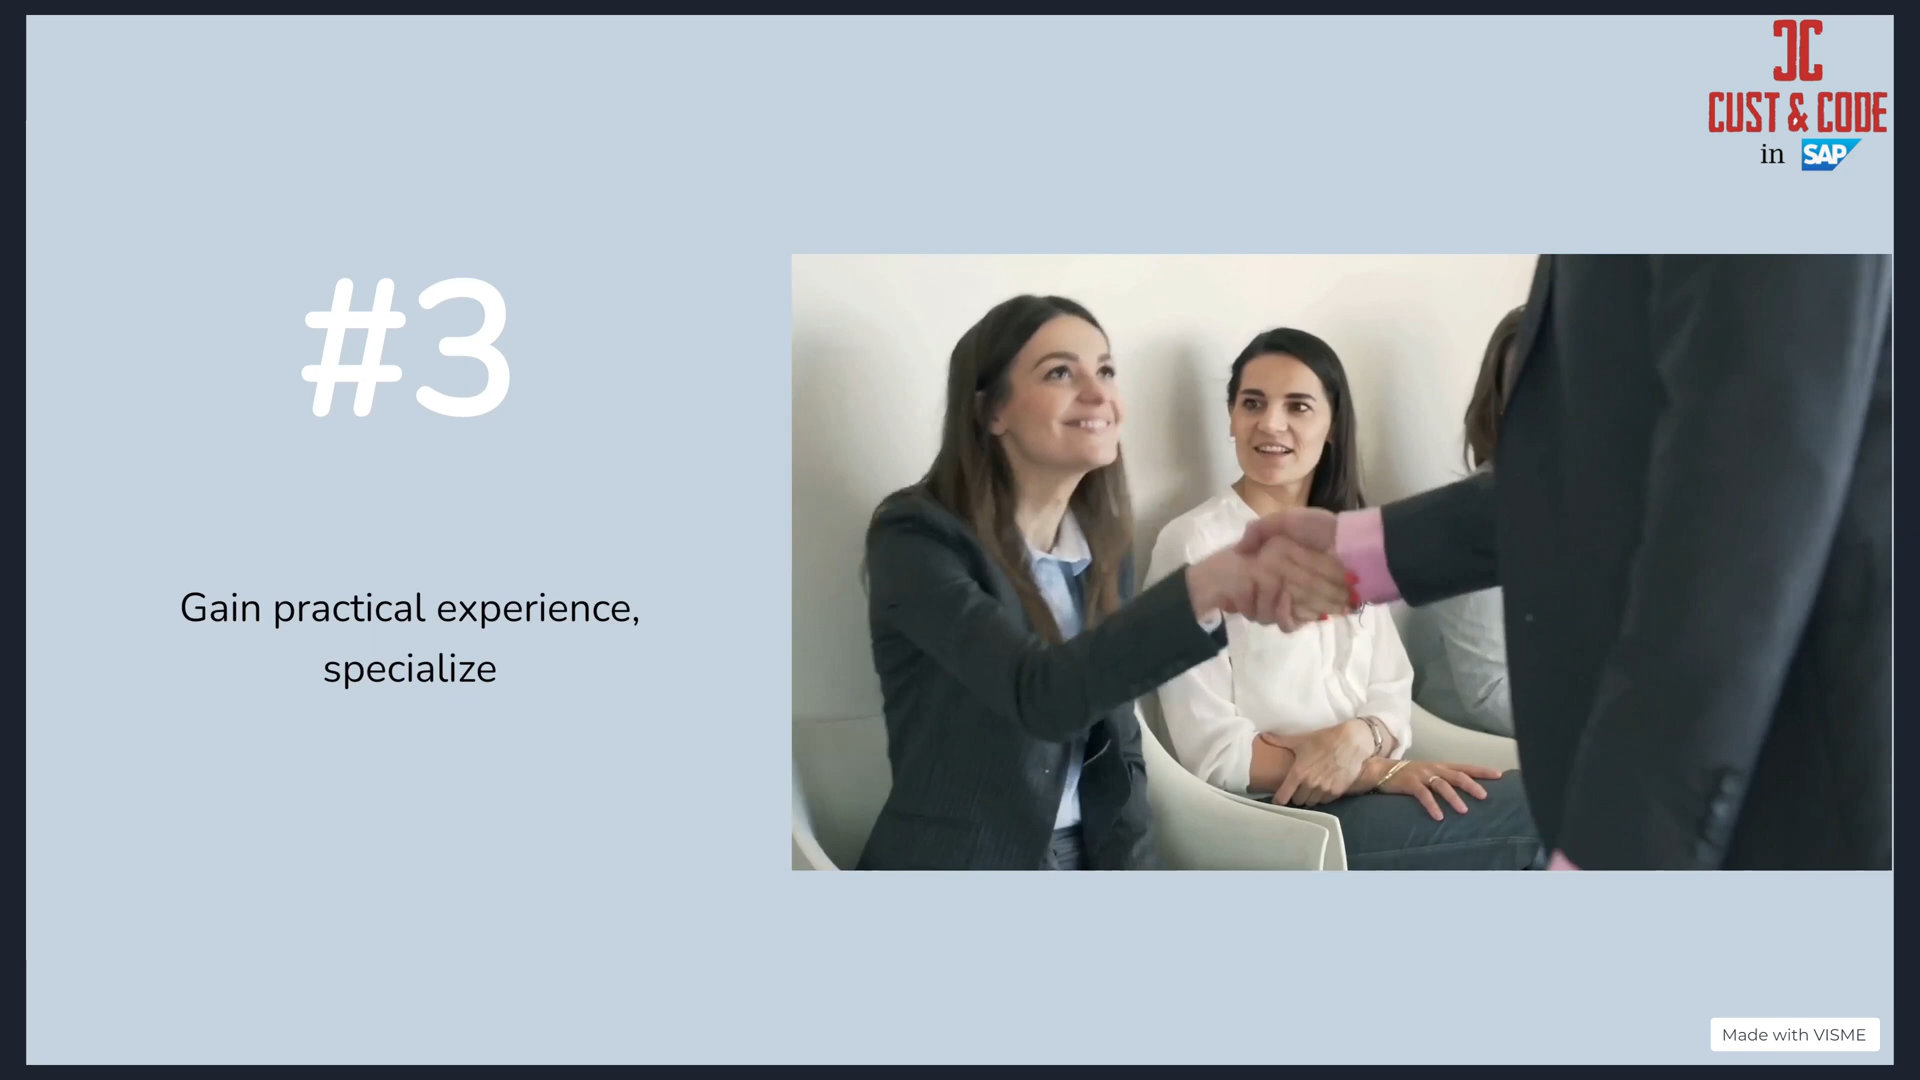 CUST & CODE
in SAP
#3
Gain practical experience,
specialize
Made with VISME